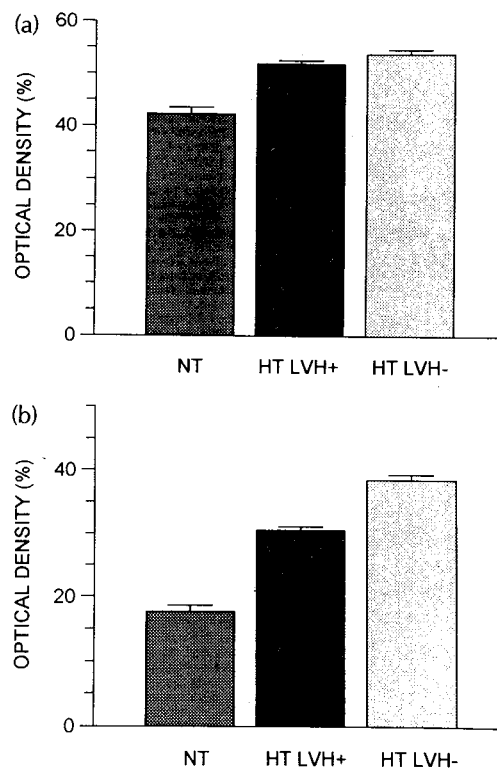 (a)
OPTICAL DENSITY (%)
60
40
20
0
NT HT LVH+ HT LVH-
(b)
OPTICAL DENSITY (%)
40
20
0
NT HT LVH+ HT LVH-